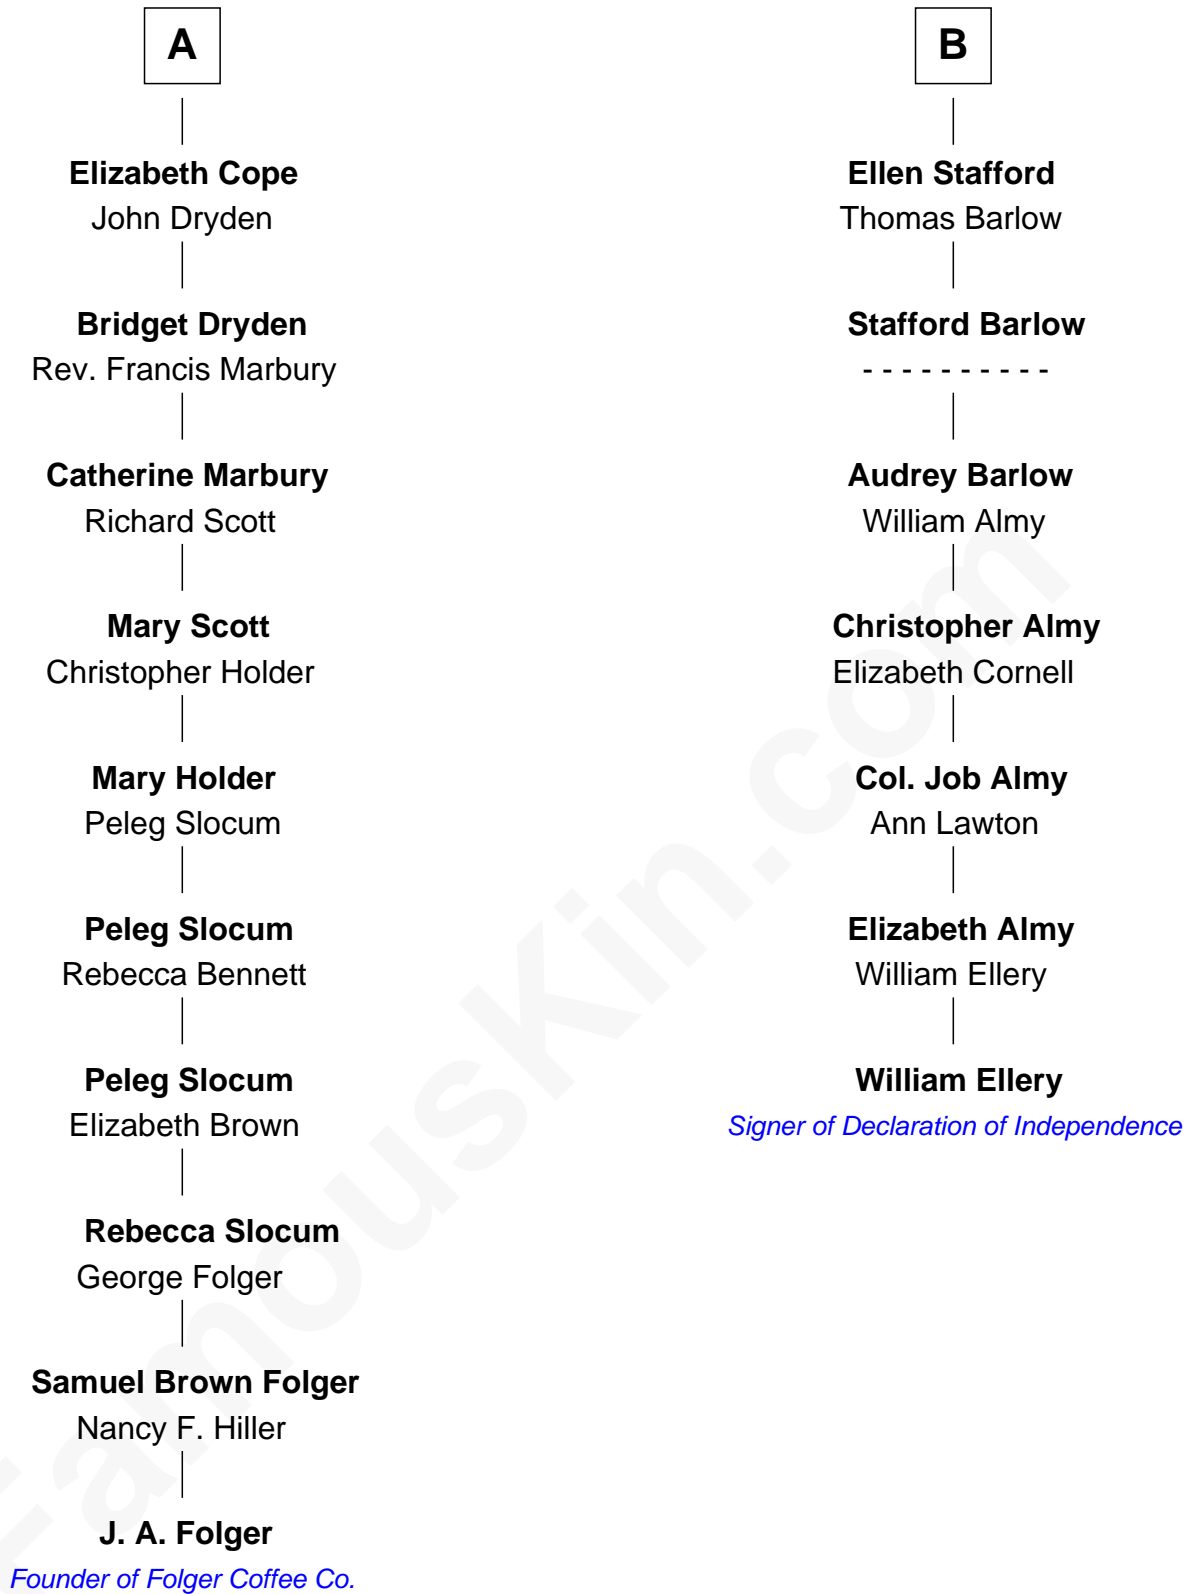 A
Elizabeth Cope
John Dryden
Bridget Dryden
Rev. Francis Marbury
Catherine Marbury
Richard Scott
Mary Scott
Christopher Holder
Mary Holder
Peleg Slocum
Peleg Slocum
Rebecca Bennett
Peleg Slocum
Elizabeth Brown
Rebecca Slocum
George Folger
Samuel Brown Folger
Nancy F. Hiller
J. A. Folger
Founder of Folger Coffee Co.
B
Ellen Stafford
Thomas Barlow
Stafford Barlow
- - - - - - - - - -
Audrey Barlow
William Almy
Christopher Almy
Elizabeth Cornell
Col. Job Almy
Ann Lawton
Elizabeth Almy
William Ellery
William Ellery
Signer of Declaration of Independence
FamousKin.com